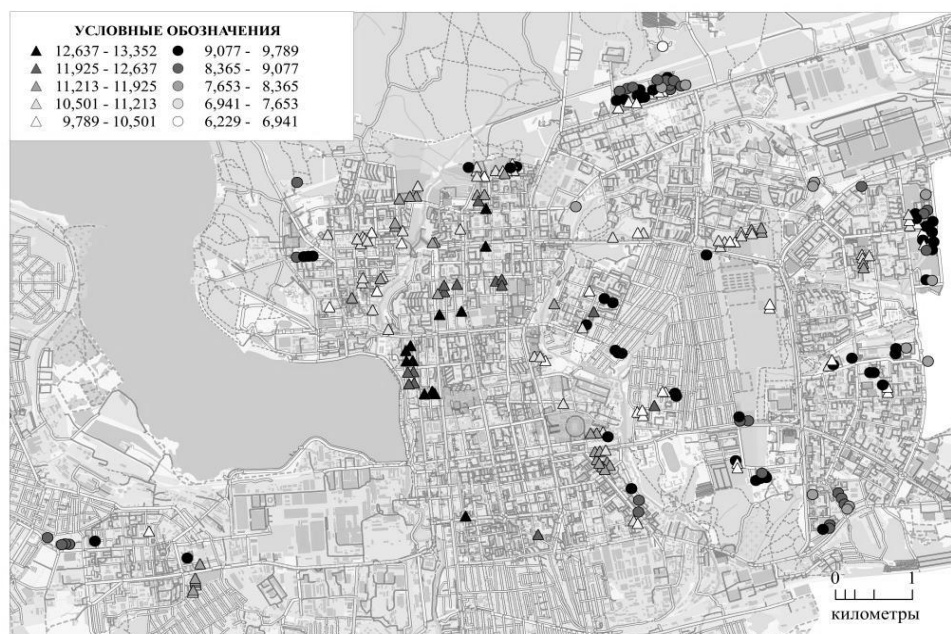 УСЛОВНЫЕ ОБОЗНАЧЕНИЯ
12,637 - 13,352 9,077 - 9,789
11,925 - 12,637 8,365 - 9,077
11,213 - 11,925 7,653 - 8,365
10,501 - 11,213 6,941 - 7,653
9,789 - 10,501 6,229 - 6,941
0 1
километры